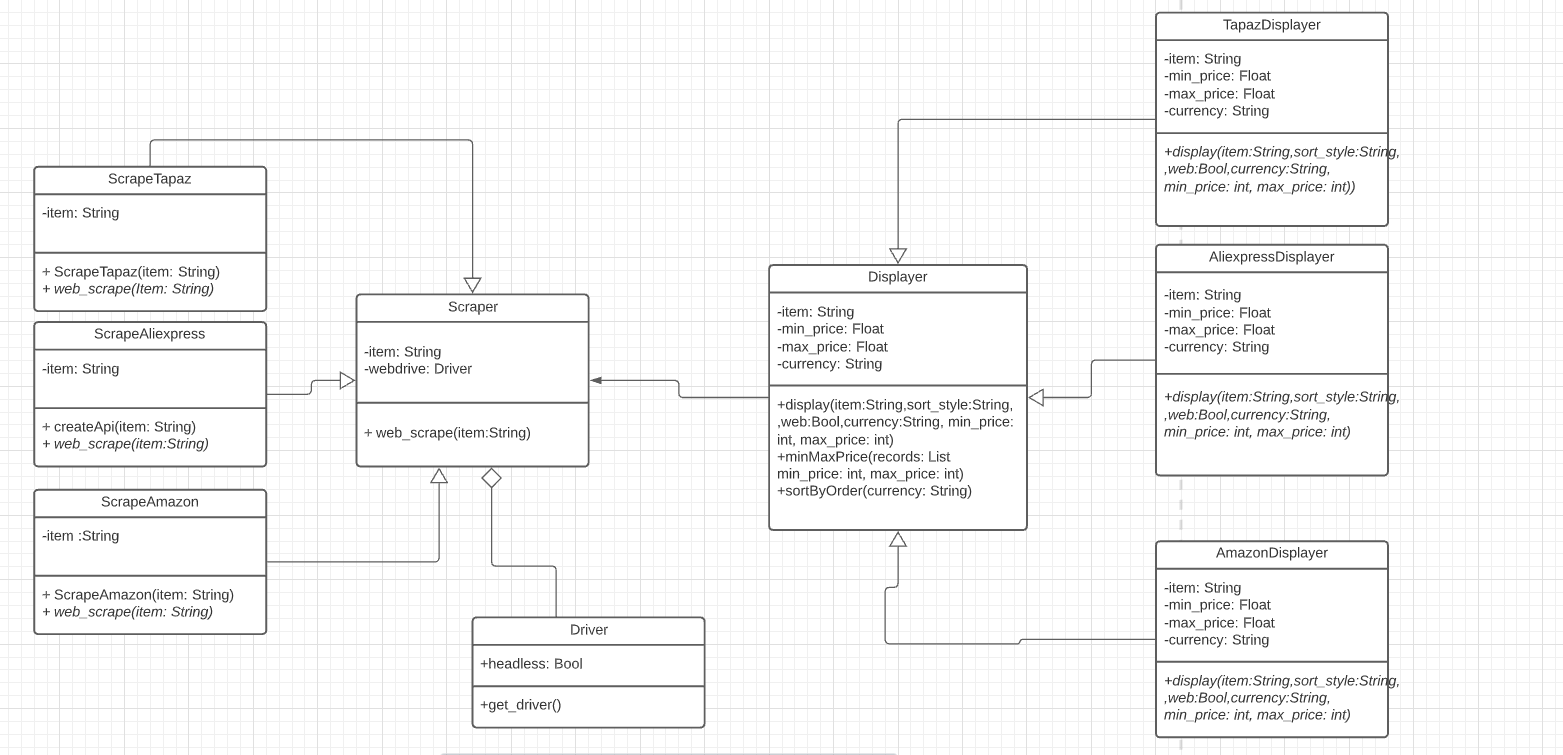 ScrapeTapaz
-item: String
+ ScrapeTapaz(item: String)
+ web_scrape(Item: String)
ScrapeAliexpress
-item: String
+ createApi(item: String)
+ web_scrape(item:String)
ScrapeAmazon
-item :String
+ ScrapeAmazon(item: String)
+ web_scrape(item: String)
Scraper
-item: String
-webdrive: Driver
+ web_scrape(item:String)
Driver
+headless: Bool
+get_driver()
Displayer
-item: String
-min_price: Float
-max_price: Float
-currency: String
+display(item:String,sort_style:String,
,web:Bool,currency:String, min_price:
int, max_price: int)
+minMaxPrice(records: List
min_price: int, max_price: int)
+sortByOrder(currency: String)
TapazDisplayer
-item: String
-min_price: Float
-max_price: Float
-currency: String
+display(item:String,sort_style:String,
,web:Bool,currency:String,
min_price: int, max_price: int))
AliexpressDisplayer
-item: String
-min_price: Float
-max_price: Float
-currency: String
+display(item:String,sort_style:String,
,web:Bool,currency:String,
min_price: int, max_price: int)
AmazonDisplayer
-item: String
-min_price: Float
-max_price: Float
-currency: String
+display(item:String,sort_style:String,
,web:Bool,currency:String,
min_price: int, max_price: int)